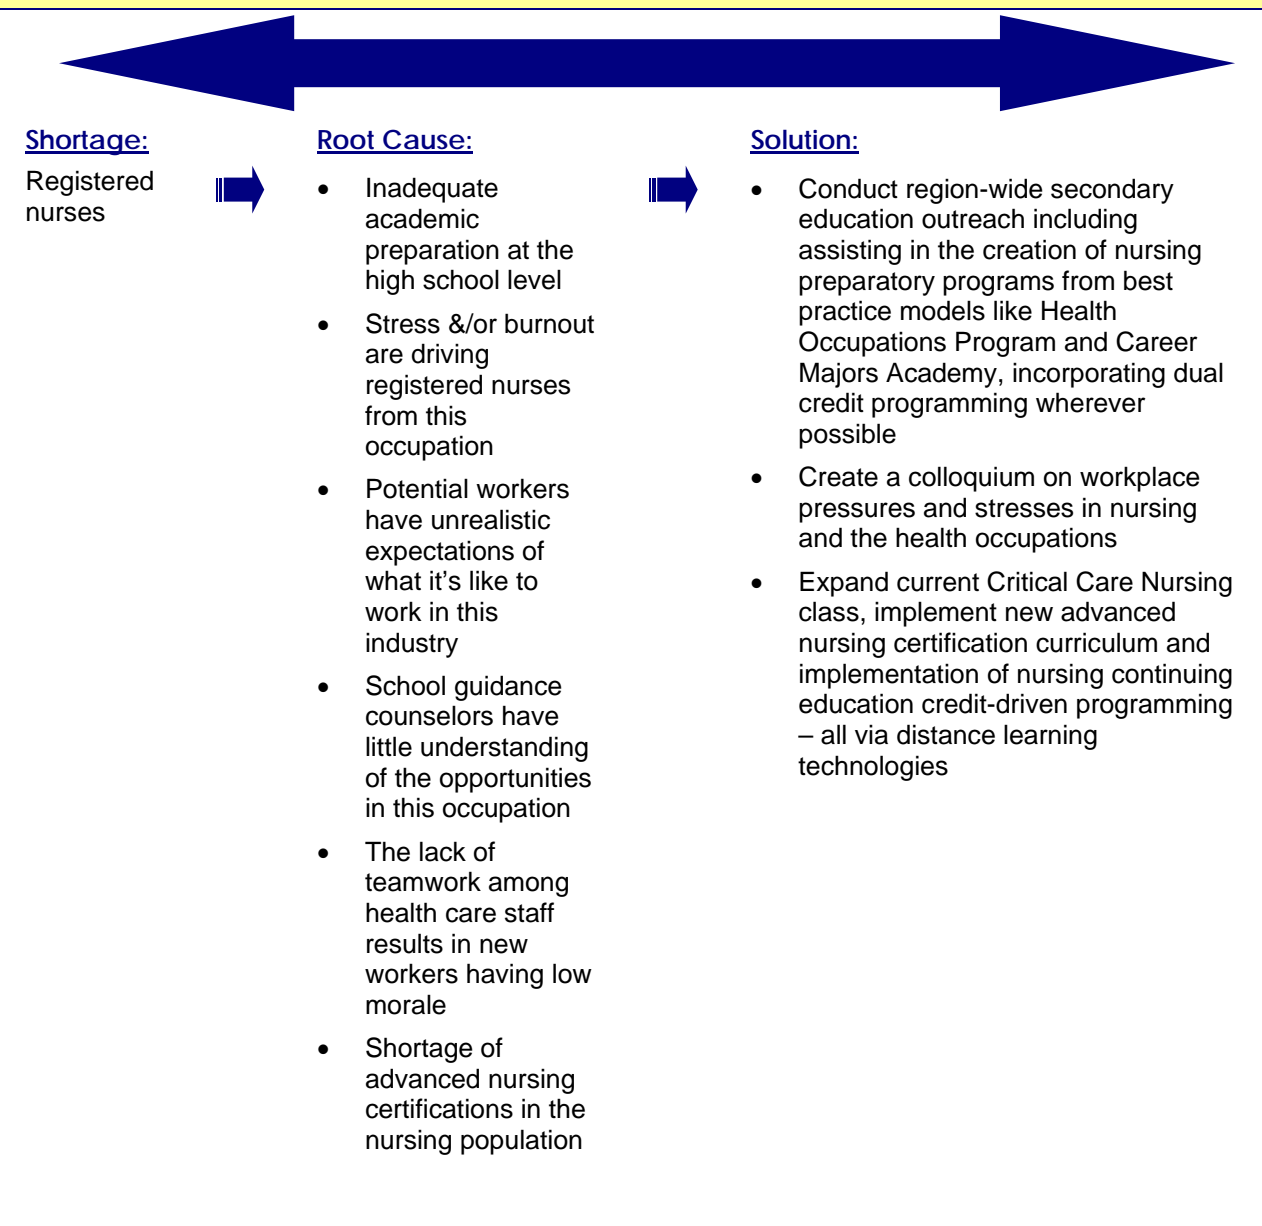 Shortage:
Registered
nurses
Root Cause:
• Inadequate
academic
preparation at the
high school level
• Stress &/or burnout
are driving
registered nurses
from this
occupation
• Potential workers
have unrealistic
expectations of
what it’s like to
work in this
industry
• School guidance
counselors have
little understanding
of the opportunities
in this occupation
• The lack of
teamwork among
health care staff
results in new
workers having low
morale
• Shortage of
advanced nursing
certifications in the
nursing population
Solution:
• Conduct region-wide secondary
education outreach including
assisting in the creation of nursing
preparatory programs from best
practice models like Health
Occupations Program and Career
Majors Academy, incorporating dual
credit programming wherever
possible
• Create a colloquium on workplace
pressures and stresses in nursing
and the health occupations
• Expand current Critical Care Nursing
class, implement new advanced
nursing certification curriculum and
implementation of nursing continuing
education credit-driven programming
– all via distance learning
technologies